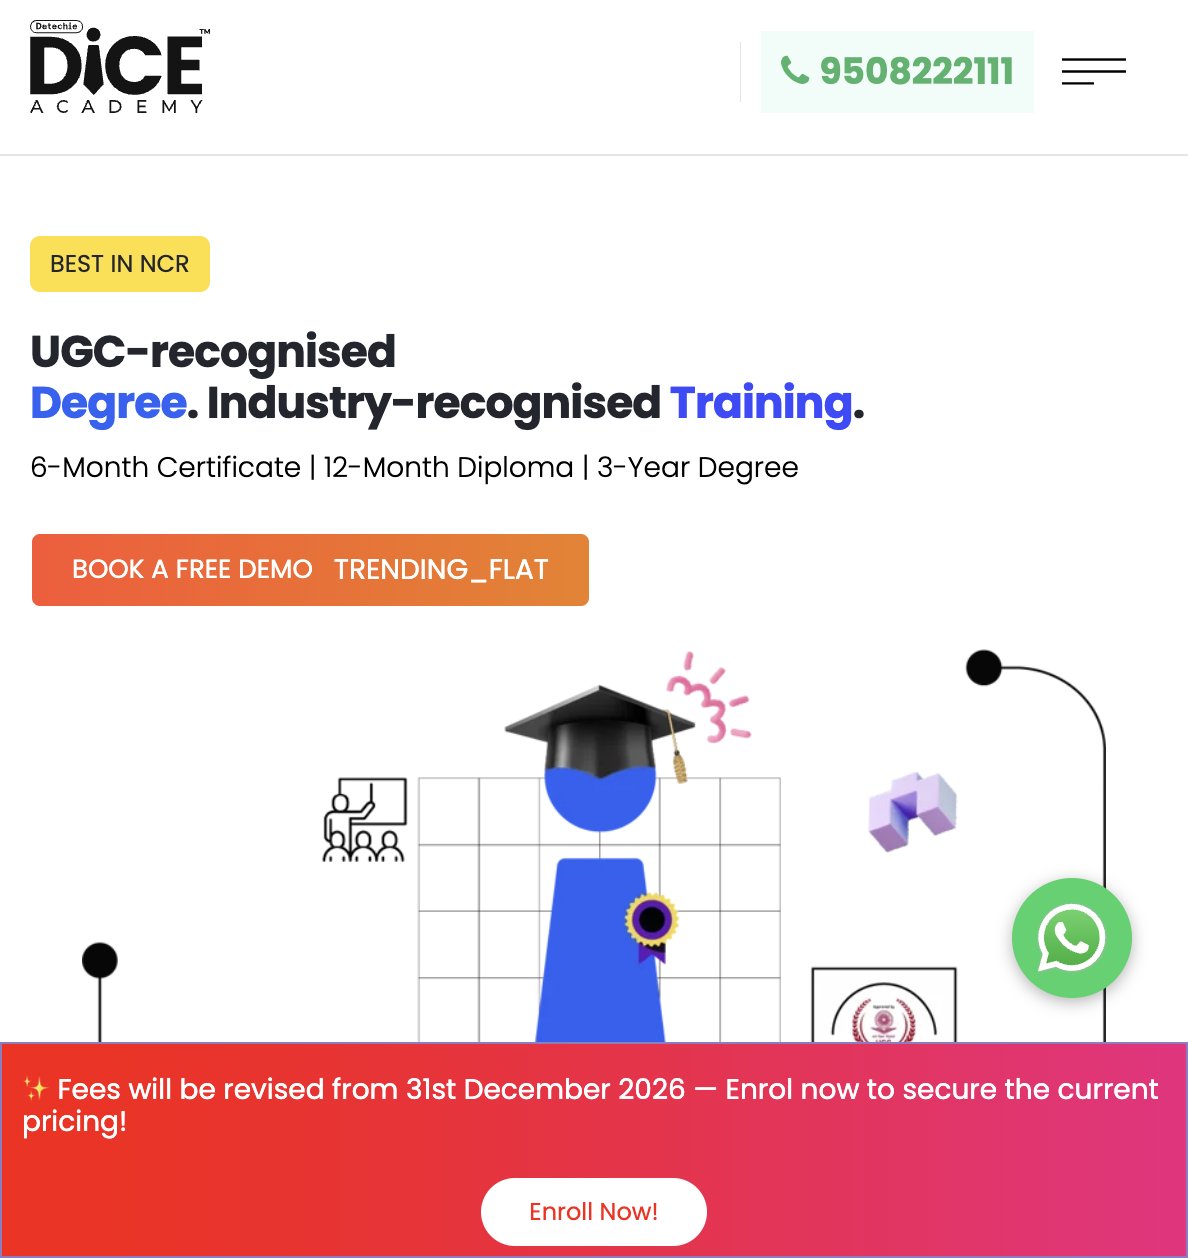 Detechie
DiCE™
ACADEMY
9508222111
BEST IN NCR
UGC-recognised
Degree. Industry-recognised Training.
6-Month Certificate | 12-Month Diploma | 3-Year Degree
BOOK A FREE DEMO TRENDING_FLAT
✨ Fees will be revised from 31st December 2026 — Enrol now to secure the current
pricing!
Enroll Now!